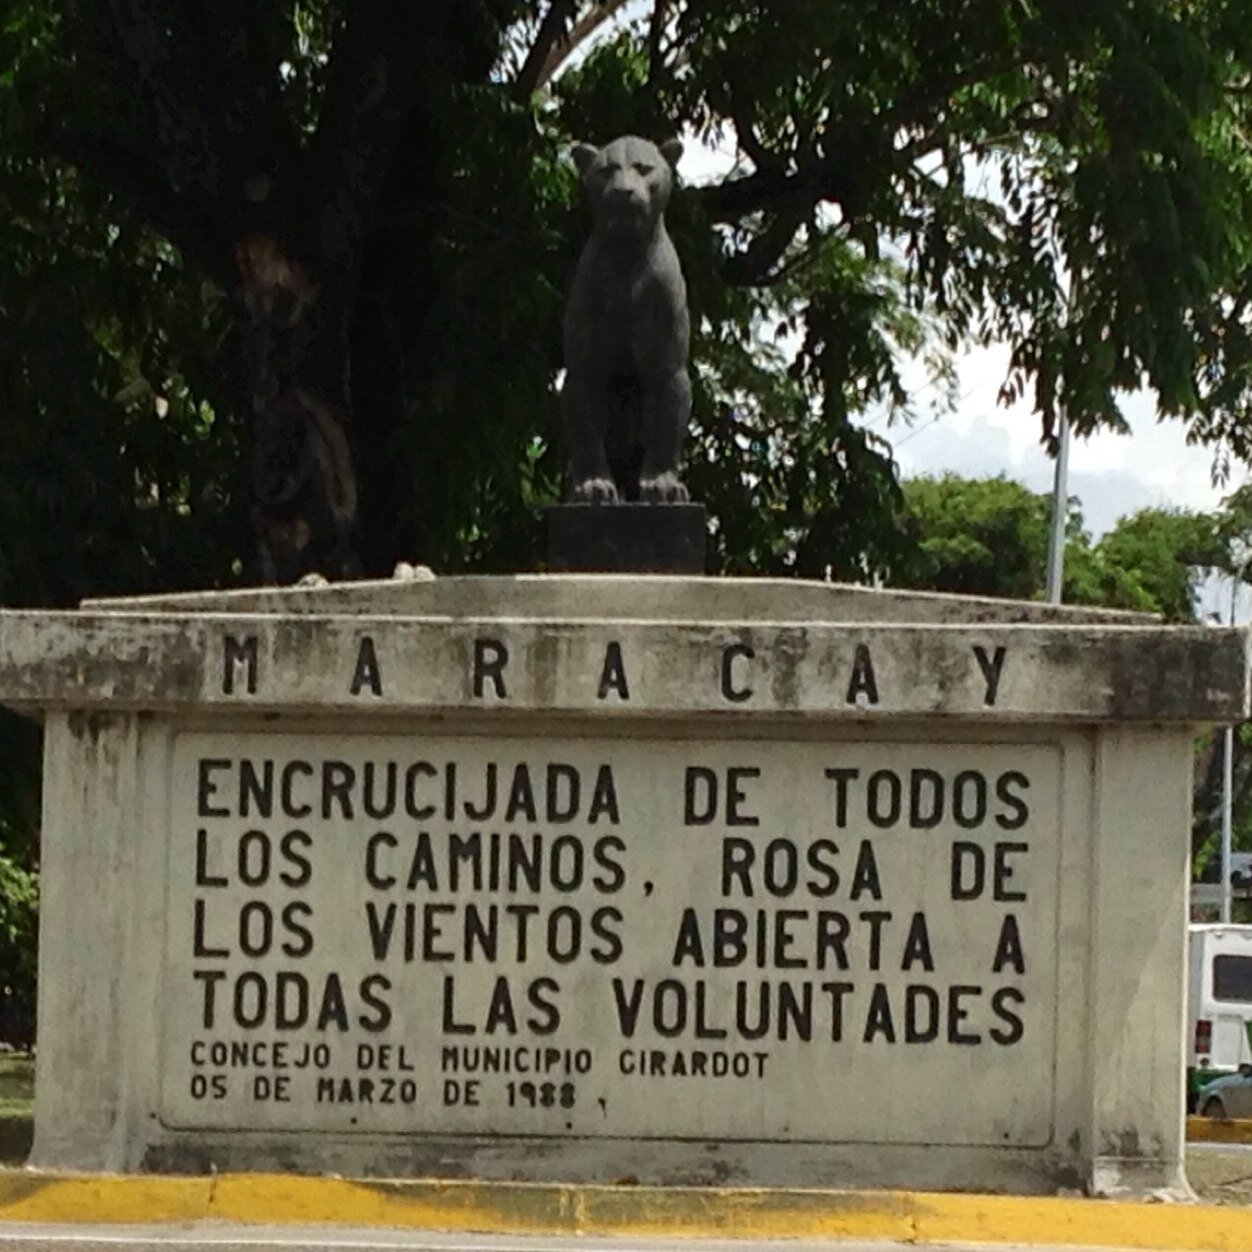 MARACAY
ENCRUCIJADA DE TODOS
LOS CAMINOS, ROSA DE
LOS VIENTOS ABIERTA A
TODAS LAS VOLUNTADES
CONCEJO DEL MUNICIPIO GIRARDOT
05 DE MARZO DE 1988,